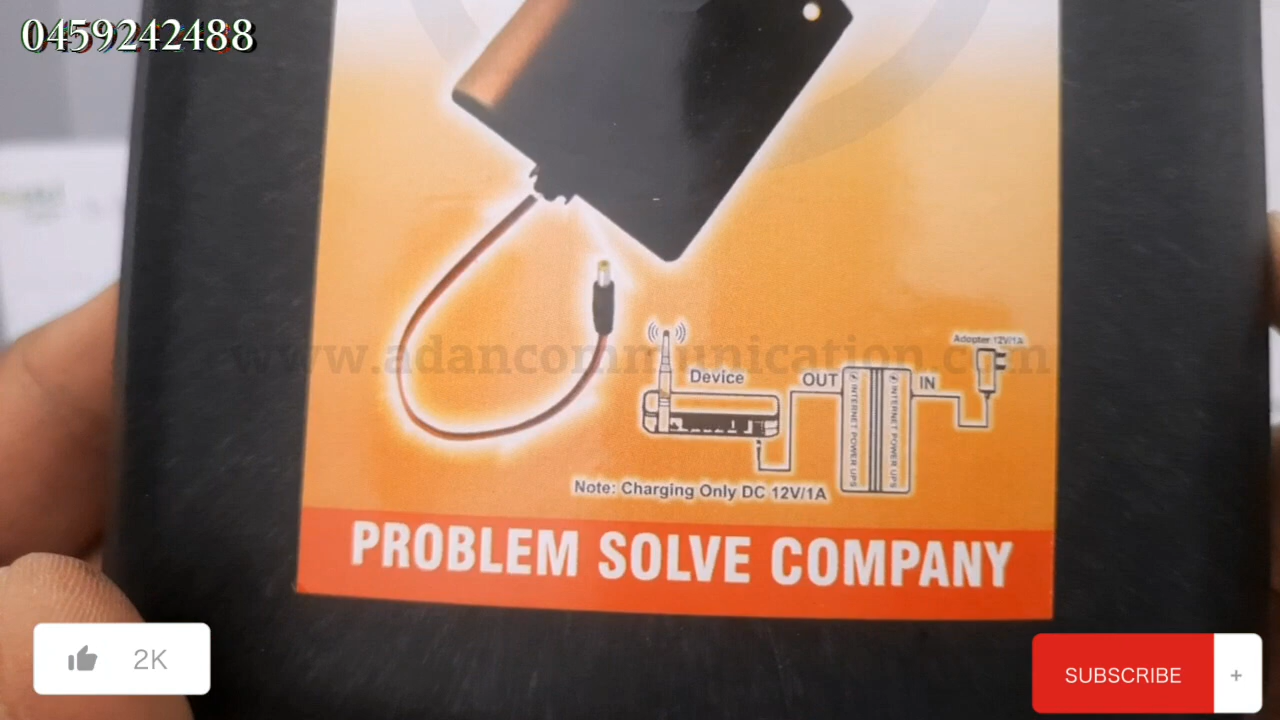 0459242488
www.adancommunication.com
Adopter 12V/1A
Device
OUT
IN
INTERNET POWER UPS
INTERNET POWER UPS
Note: Charging Only DC 12V/1A
PROBLEM SOLVE COMPANY
2K
SUBSCRIBE
+